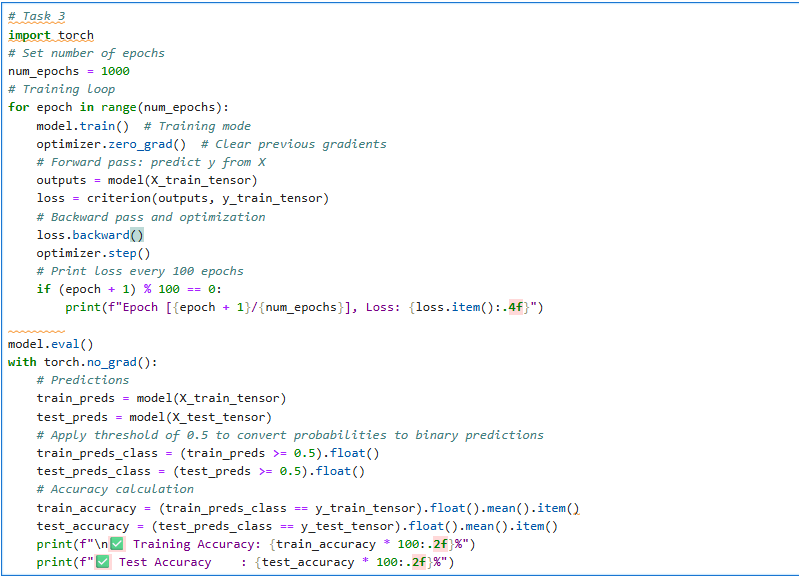 # Task 3
import torch
# Set number of epochs
num_epochs = 1000
# Training loop
for epoch in range(num_epochs):
    model.train()  # Training mode
    optimizer.zero_grad()  # Clear previous gradients
    # Forward pass: predict y from X
    outputs = model(X_train_tensor)
    loss = criterion(outputs, y_train_tensor)
    # Backward pass and optimization
    loss.backward()
    optimizer.step()
    # Print loss every 100 epochs
    if (epoch + 1) % 100 == 0:
        print(f"Epoch [{epoch + 1}/{num_epochs}], Loss: {loss.item():.4f}")
model.eval()
with torch.no_grad():
    # Predictions
    train_preds = model(X_train_tensor)
    test_preds = model(X_test_tensor)
    # Apply threshold of 0.5 to convert probabilities to binary predictions
    train_preds_class = (train_preds >= 0.5).float()
    test_preds_class = (test_preds >= 0.5).float()
    # Accuracy calculation
    train_accuracy = (train_preds_class == y_train_tensor).float().mean().item()
    test_accuracy = (test_preds_class == y_test_tensor).float().mean().item()
    print(f"\n✅ Training Accuracy: {train_accuracy * 100:.2f}%")
    print(f"✅ Test Accuracy    : {test_accuracy * 100:.2f}%")